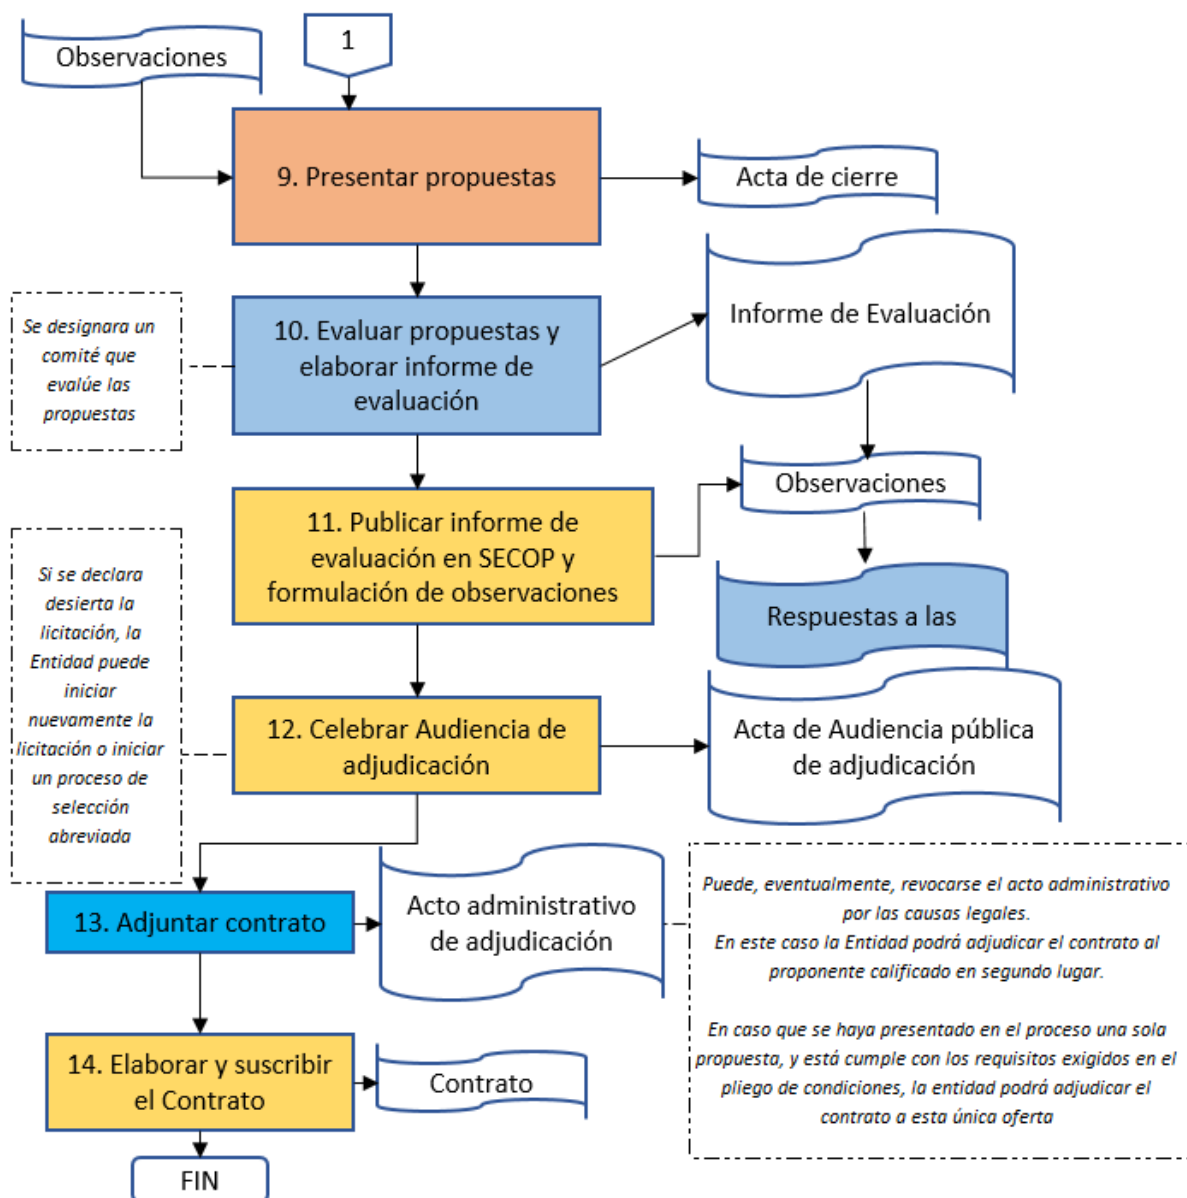 Observaciones
1
9. Presentar propuestas
Acta de cierre
Se designara un
comité que
evalúe las
propuestas
10. Evaluar propuestas y
elaborar informe de
evaluación
Informe de Evaluación
Observaciones
11. Publicar informe de
evaluación en SECOP y
formulación de observaciones
Respuestas a las
Si se declara
desierta la
licitación, la
Entidad puede
iniciar
nuevamente la
licitación o iniciar
un proceso de
selección
abreviada
12. Celebrar Audiencia de
adjudicación
Acta de Audiencia pública
de adjudicación
13. Adjuntar contrato
Acto administrativo
de adjudicación
Puede, eventualmente, revocarse el acto administrativo
por las causas legales.
En este caso la Entidad podrá adjudicar el contrato al
proponente calificado en segundo lugar.
En caso que se haya presentado en el proceso una sola
propuesta, y está cumple con los requisitos exigidos en el
pliego de condiciones, la entidad podrá adjudicar el
contrato a esta única oferta
14. Elaborar y suscribir
el Contrato
Contrato
FIN